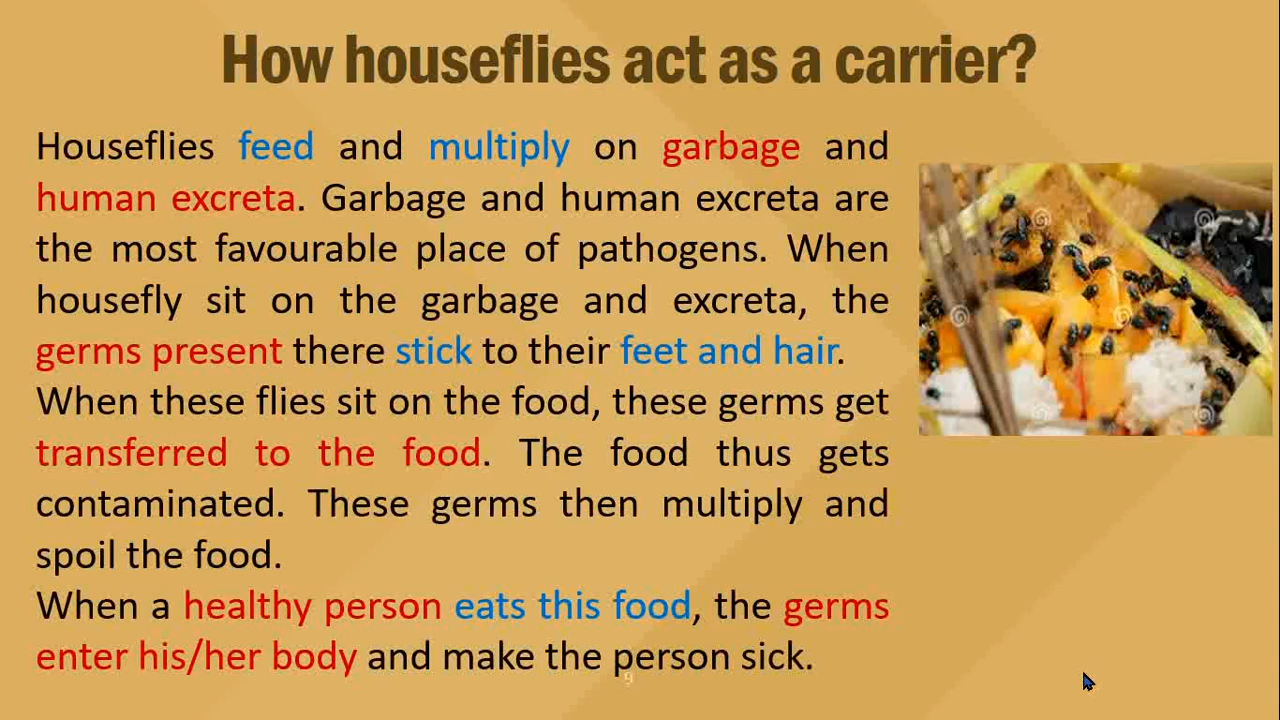 How houseflies act as a carrier?
Houseflies feed and multiply on garbage and
human excreta. Garbage and human excreta are
the most favourable place of pathogens. When
housefly sit on the garbage and excreta, the
germs present there stick to their feet and hair.
When these flies sit on the food, these germs get
transferred to the food. The food thus gets
contaminated. These germs then multiply and
spoil the food.
When a healthy person eats this food, the germs
enter his/her body and make the person sick.
9